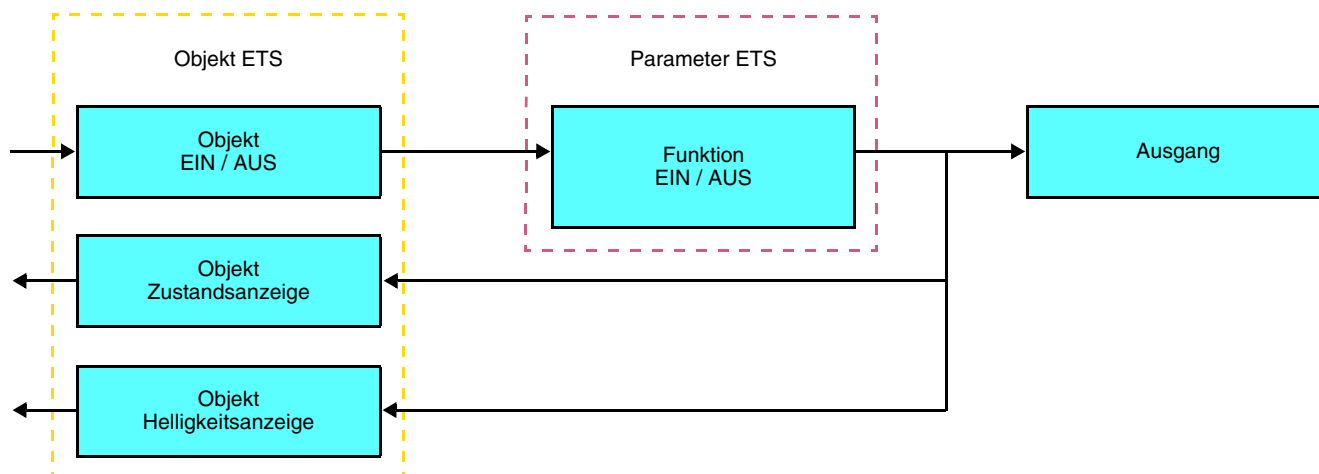 Objekt ETS
Parameter ETS
Objekt
EIN / AUS
Funktion
EIN / AUS
Ausgang
Objekt
Zustandsanzeige
Objekt
Helligkeitsanzeige